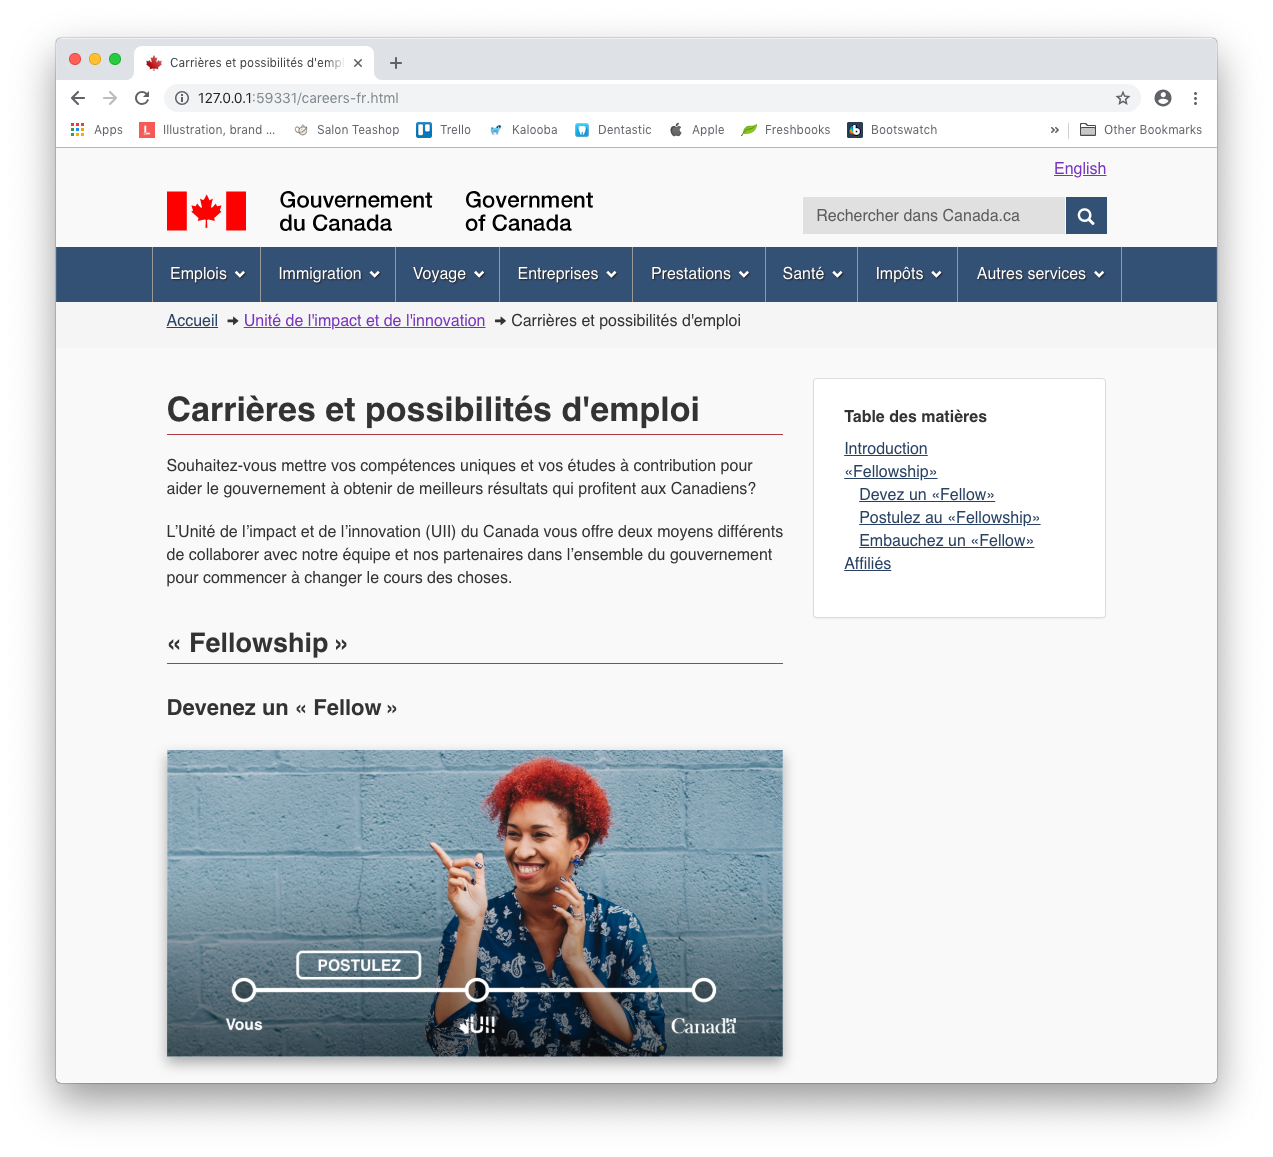 Carrières et possibilités d'empl
127.0.0.1:59331/careers-fr.html
Apps Illustration, brand ... Salon Teashop Trello Kalooba Dentastic Apple Freshbooks Bootswatch » Other Bookmarks
English
Gouvernement du Canada
Government of Canada
Rechercher dans Canada.ca
Emplois Immigration Voyage Entreprises Prestations Santé Impôts Autres services
Accueil Unité de l'impact et de l'innovation Carrières et possibilités d'emploi
Carrières et possibilités d'emploi
Souhaitez-vous mettre vos compétences uniques et vos études à contribution pour
aider le gouvernement à obtenir de meilleurs résultats qui profitent aux Canadiens?
L'Unité de l'impact et de l'innovation (UII) du Canada vous offre deux moyens différents
de collaborer avec notre équipe et nos partenaires dans l'ensemble du gouvernement
pour commencer à changer le cours des choses.
« Fellowship »
Devenez un « Fellow »
POSTULEZ
Vous
Canada
Table des matières
Introduction
«Fellowship»
Devez un «Fellow»
Postulez au «Fellowship»
Embauchez un «Fellow»
Affiliés